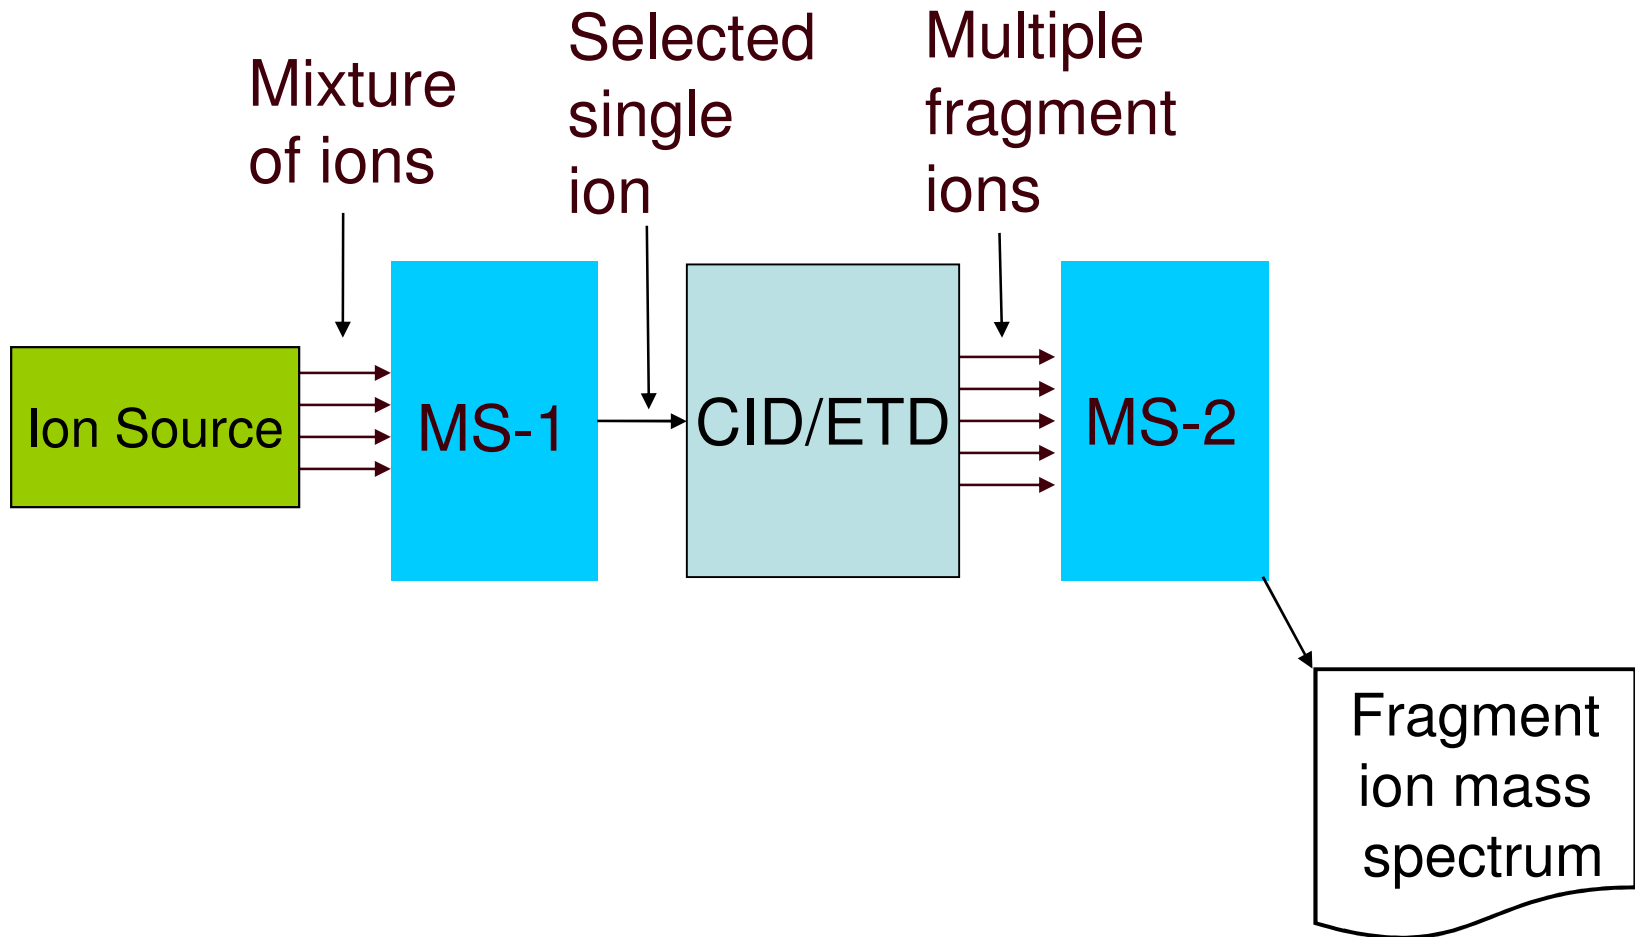 Mixture
of ions
Selected
single
ion
Multiple
fragment
ions
Ion Source
MS-1
CID/ETD
MS-2
Fragment
ion mass
spectrum